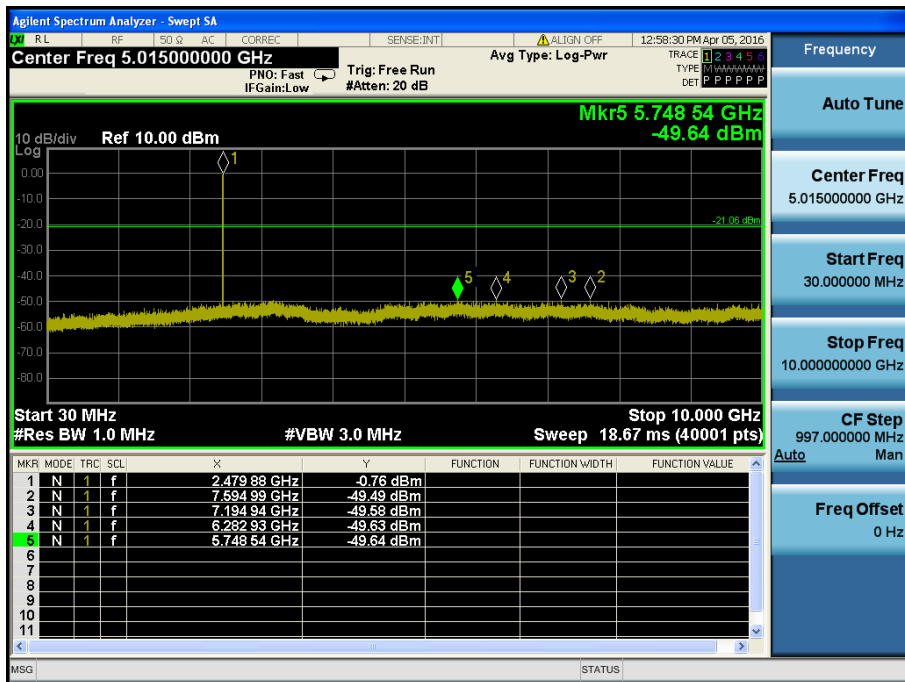 Agilent Spectrum Analyzer - Swept SA
LXI RL RF 50 Ω AC CORREC SENSE:INT ALIGN OFF 12:58:30 PM Apr 05, 2016
Center Freq 5.015000000 GHz
PNO: Fast
IFGain:Low
Trig: Free Run
#Atten: 20 dB
Avg Type: Log-Pwr
TRACE 1 2 3 4 5 6
TYPE M WWWWW
DET P P P P P P
Mkr5 5.748 54 GHz
-49.64 dBm
10 dB/div Ref 10.00 dBm
Log
0.00
-10.0
-20.0
-30.0
-40.0
-50.0
-60.0
-70.0
-80.0
1
-21.06 dBm
5 4 3 2
Start 30 MHz Stop 10.000 GHz
#Res BW 1.0 MHz #VBW 3.0 MHz Sweep 18.67 ms (40001 pts)
MKR MODE TRC SCL X Y FUNCTION FUNCTION WIDTH FUNCTION VALUE
1 N 1 f 2.479 88 GHz -0.76 dBm
2 N 1 f 7.594 99 GHz -49.49 dBm
3 N 1 f 7.194 94 GHz -49.58 dBm
4 N 1 f 6.282 93 GHz -49.63 dBm
5 N 1 f 5.748 54 GHz -49.64 dBm
6
7
8
9
10
11
MSG STATUS
Frequency
Auto Tune
Center Freq
5.015000000 GHz
Start Freq
30.000000 MHz
Stop Freq
10.000000000 GHz
CF Step
997.000000 MHz
Auto Man
Freq Offset
0 Hz